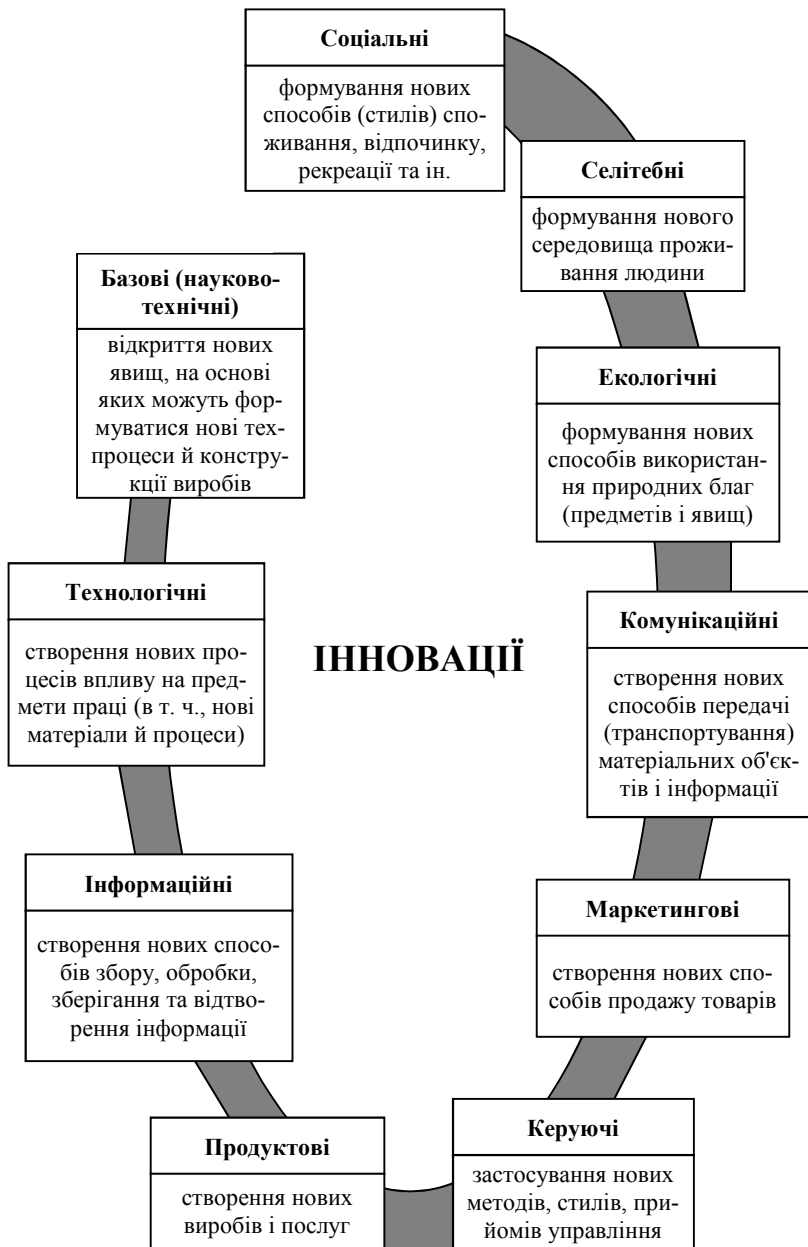 Соціальні
формування нових
способів (стилів) спо-
живання, відпочинку,
рекреації та ін.
Селітебні
формування нового
середовища прожи-
вання людини
Базові (науково-
технічні)
відкриття нових
явищ, на основі
яких можуть фор-
муватися нові тех-
процеси й констру-
кції виробів
Екологічні
формування нових
способів використан-
ня природних благ
(предметів і явищ)
Технологічні
створення нових про-
цесів впливу на пред-
мети праці (в т. ч., нові
матеріали й процеси)
ІННОВАЦІЇ
Комунікаційні
створення нових
способів передачі
(транспортування)
матеріальних об'єк-
тів і інформації
Інформаційні
створення нових спосо-
бів збору, обробки,
зберігання та відтво-
рення інформації
Маркетингові
створення нових спо-
собів продажу товарів
Продуктові
створення нових
виробів і послуг
Керуючі
застосування нових
методів, стилів, при-
йомів управління